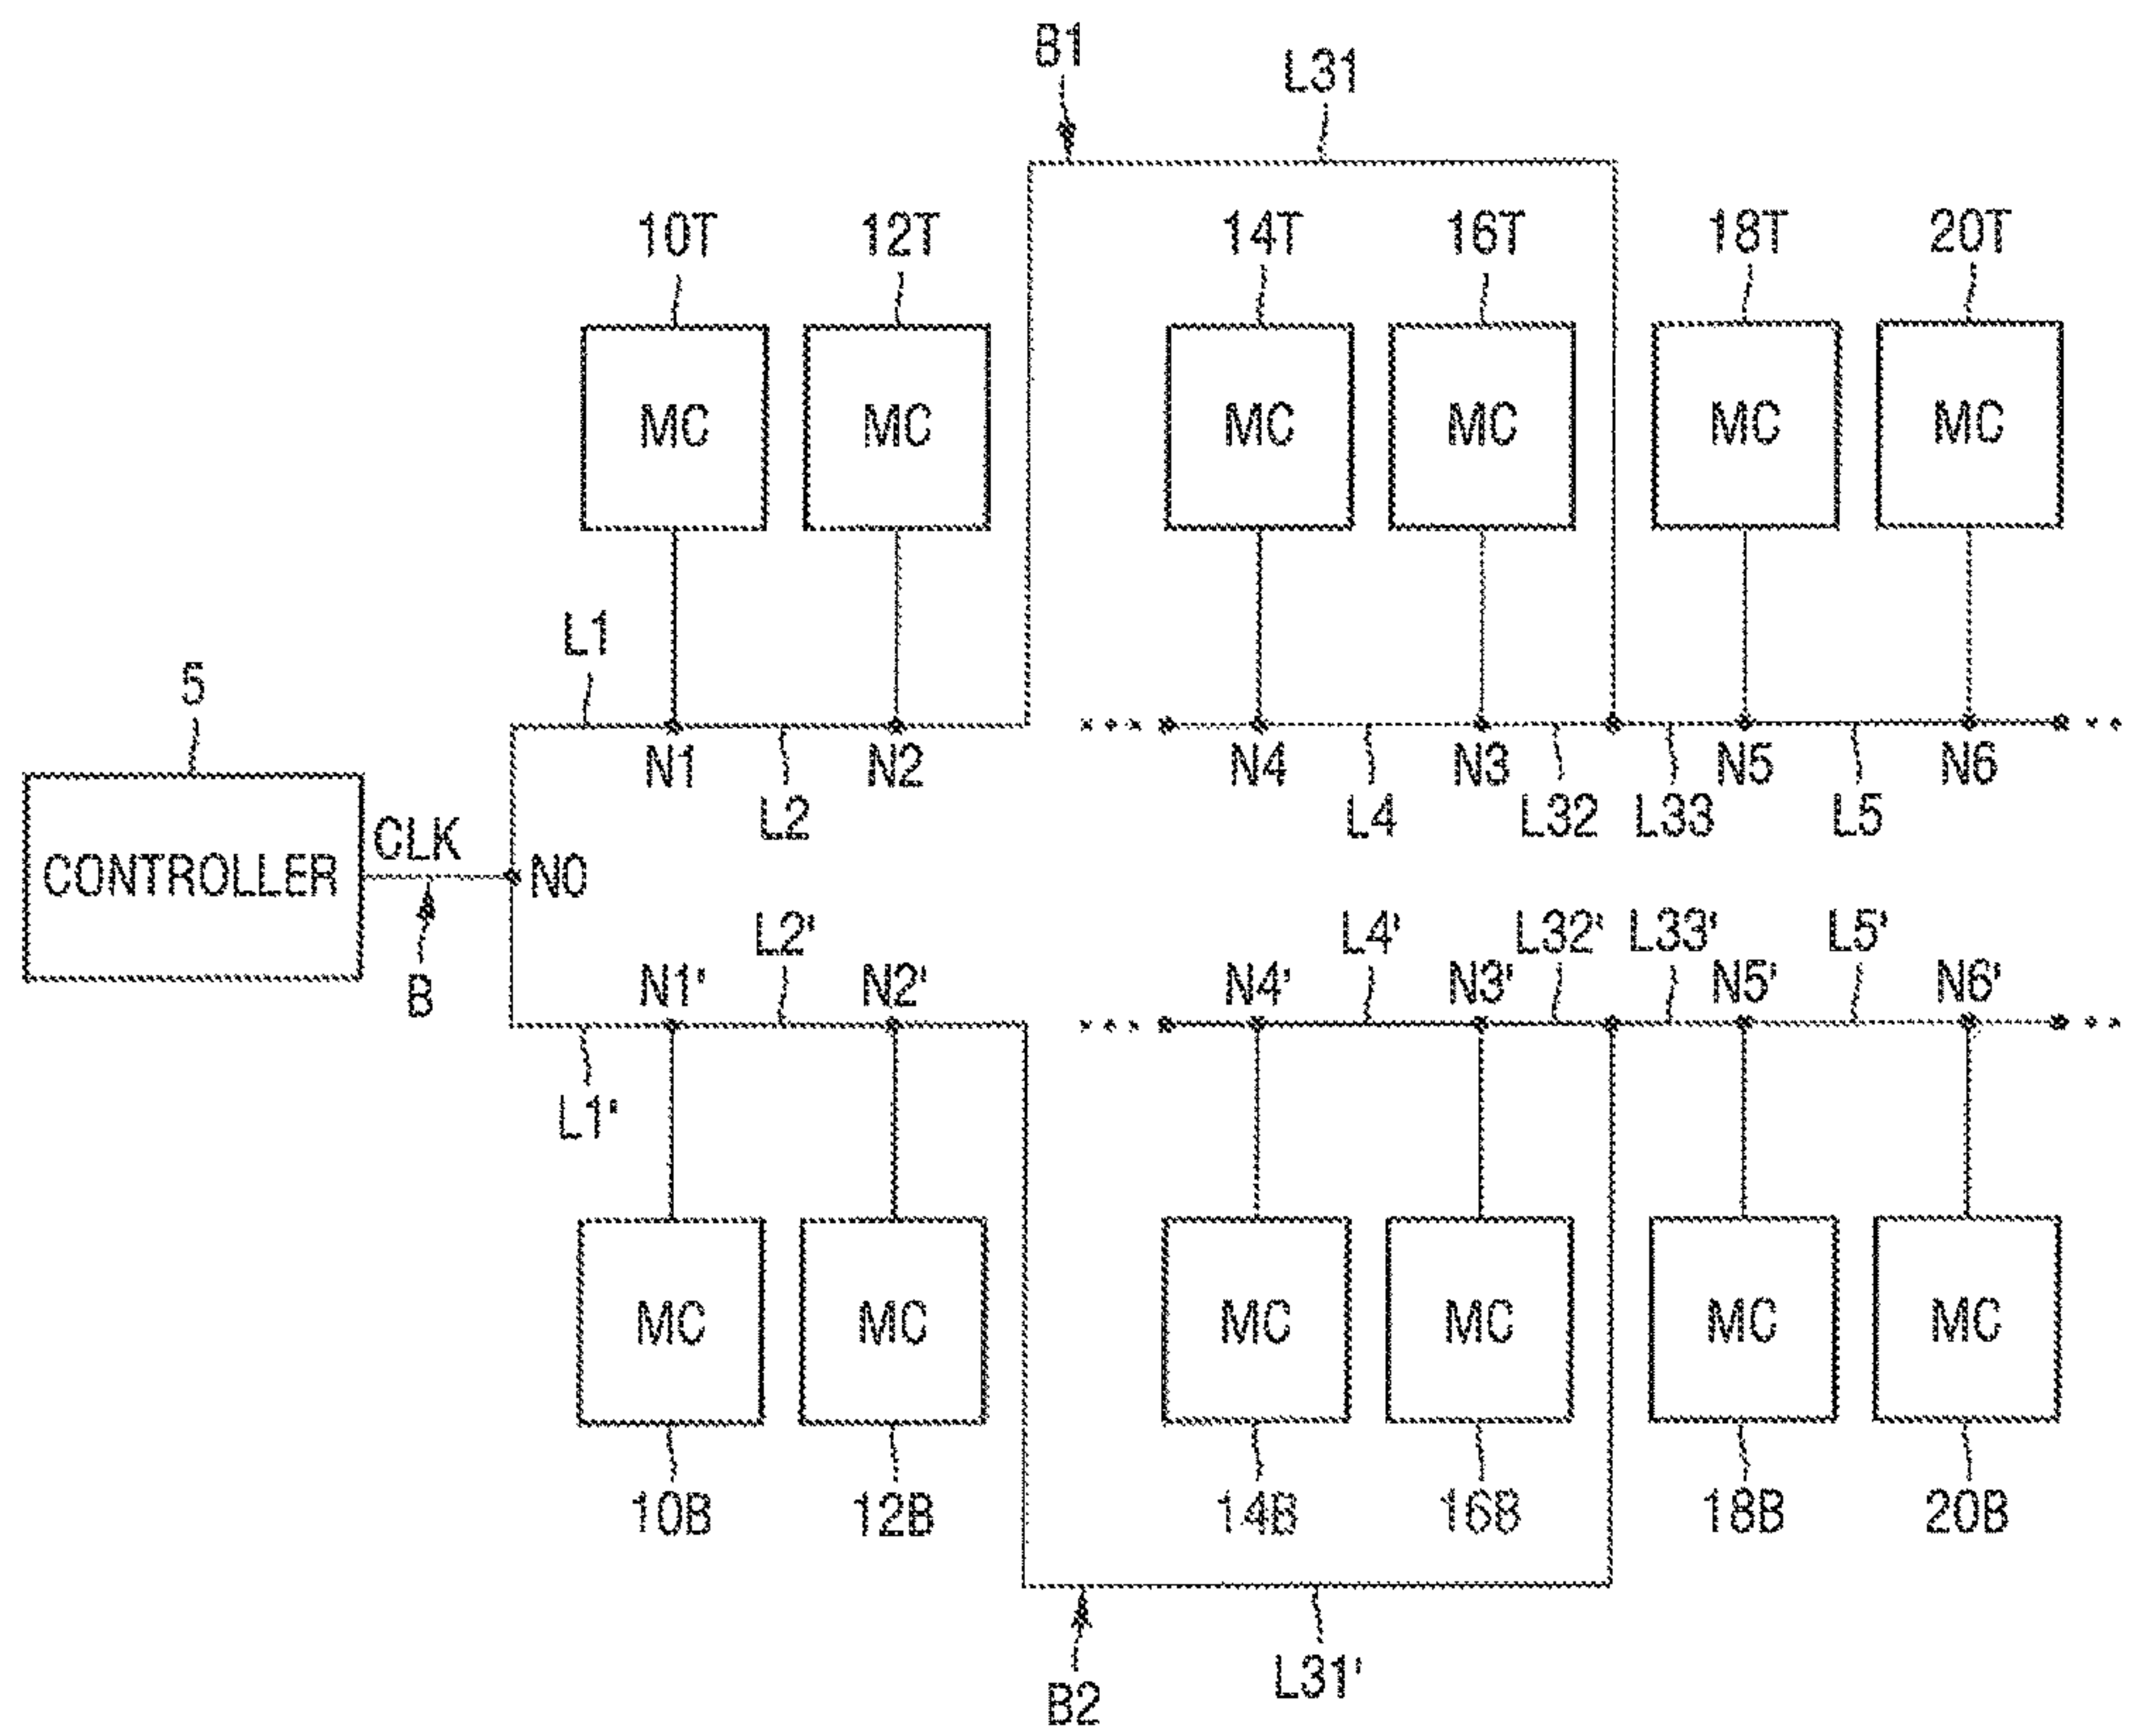 B1
L31
10T 12T 14T 16T 18T 20T
MC MC MC MC MC MC
L1
5
N1 N2 N4 N3 N5 N6
L2 L4 L32 L33 L5
CLK
CONTROLLER N0
B
L2' L4' L32' L33' L5'
N1' N2' N4' N3' N5' N6'
L1'
MC MC MC MC MC MC
10B 12B 14B 16B 18B 20B
L31'
B2